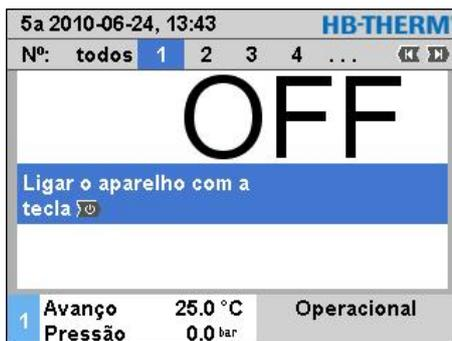 5a 2010-06-24, 13:43 HB-THERM
Nº: todos 1 2 3 4 ...
OFF
Ligar o aparelho com a
tecla
1 Avanço 25.0 °C Operacional
Pressão 0.0 bar